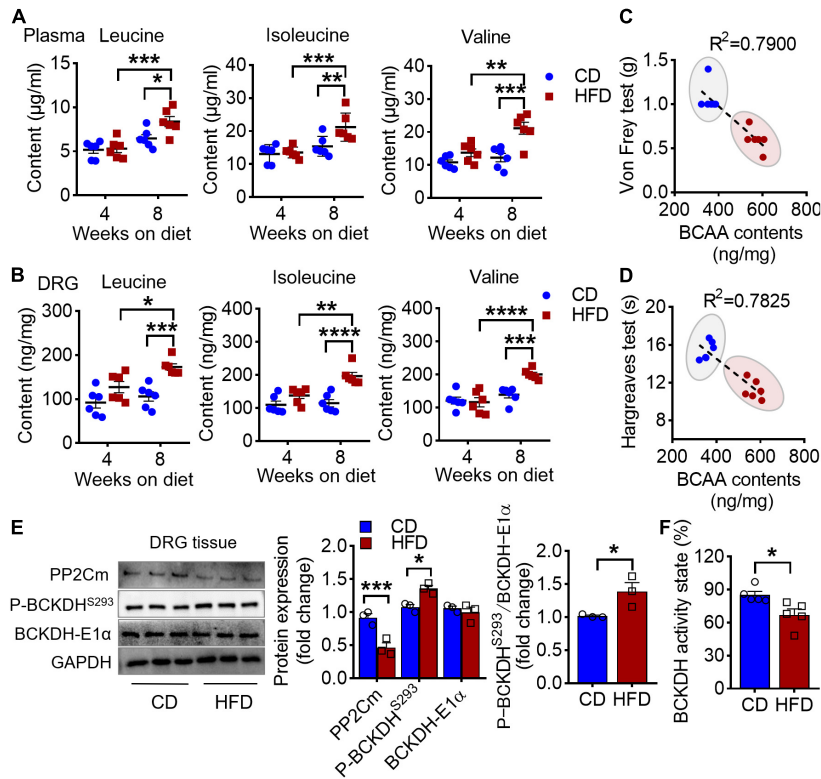 A
Plasma Leucine
Isoleucine
Valine
*** *
*** **
** ***
CD
HFD
Content (µg/ml)
15
10
5
0
4 8
Weeks on diet
Content (µg/ml)
40
30
20
10
0
4 8
Weeks on diet
Content (µg/ml)
40
30
20
10
0
4 8
Weeks on diet
C
R²=0.7900
Von Frey test (g)
1.5
1.0
0.5
0.0
200 400 600 800
BCAA contents
(ng/mg)
B
DRG Leucine
Isoleucine
Valine
* ***
** ****
**** ***
CD
HFD
Content (ng/mg)
300
200
100
0
4 8
Weeks on diet
Content (ng/mg)
400
300
200
100
0
4 8
Weeks on diet
Content (ng/mg)
400
300
200
100
0
4 8
Weeks on diet
D
R²=0.7825
Hargreaves test (s)
20
16
12
8
200 400 600 800
BCAA contents
(ng/mg)
E
DRG tissue
PP2Cm
P-BCKDHS293
BCKDH-E1α
GAPDH
CD HFD
Protein expression
(fold change)
CD
HFD
*** *
2.0
1.5
1.0
0.5
0.0
PP2Cm
P-BCKDHS293
BCKDH-E1α
P-BCKDHS293/BCKDH-E1α
(fold change)
*
2.0
1.5
1.0
0.5
0.0
CD HFD
F
BCKDH activity state (%)
*
120
90
60
30
0
CD HFD